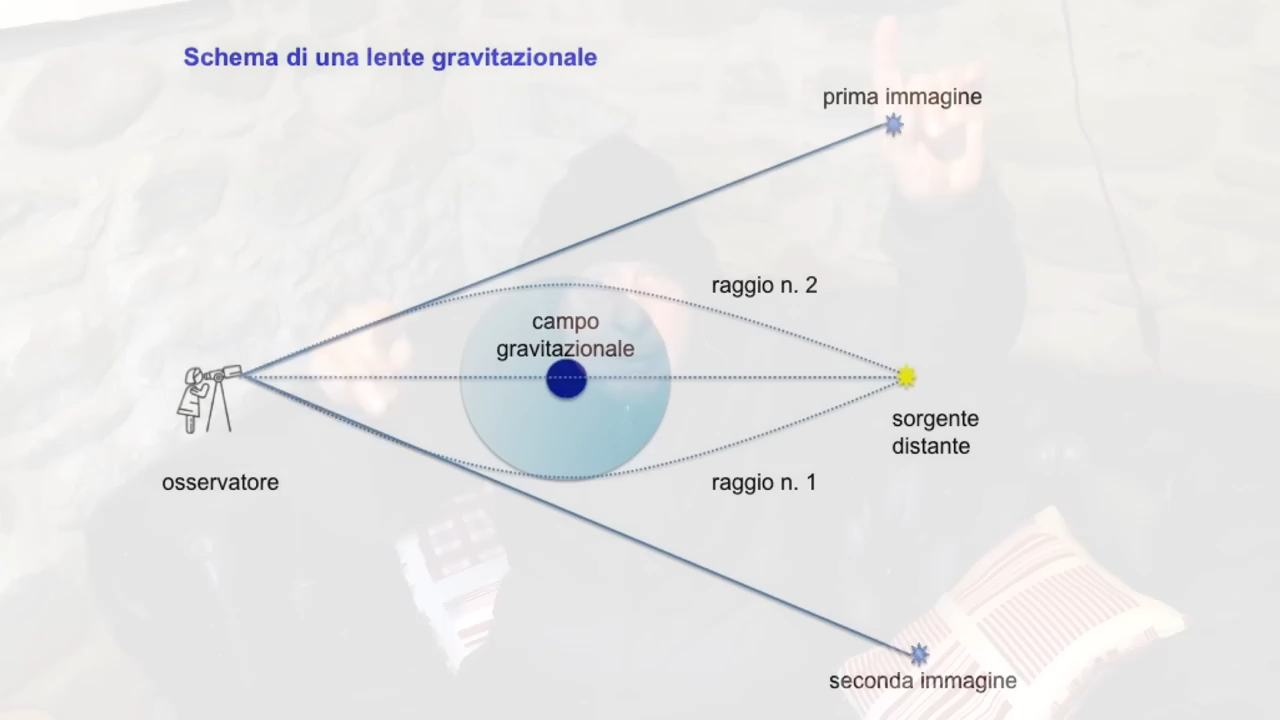 Schema di una lente gravitazionale
prima immagine
raggio n. 2
campo
gravitazionale
sorgente
distante
osservatore
raggio n. 1
seconda immagine